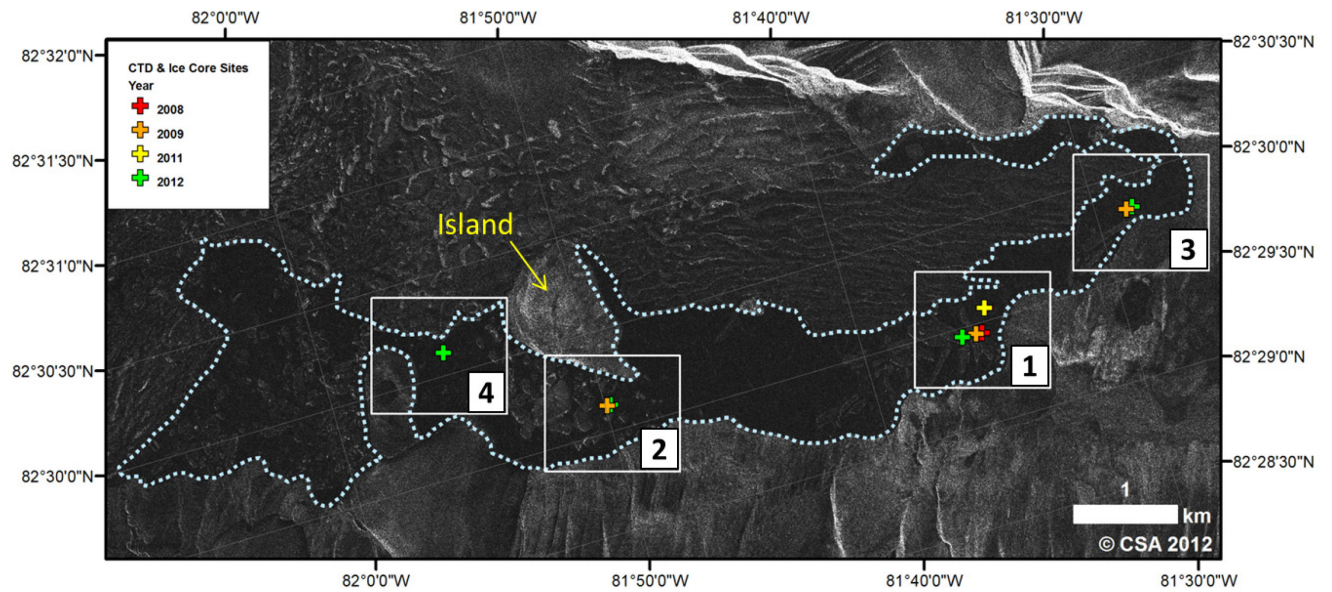 82°0'0"W 81°50'0"W 81°40'0"W 81°30'0"W
82°32'0"N
82°31'30"N
82°31'0"N
82°30'30"N
82°30'0"N
CTD & Ice Core Sites
Year
2008
2009
2011
2012
Island
4
2
1
3
82°30'30"N
82°30'0"N
82°29'30"N
82°29'0"N
82°28'30"N
1
km
© CSA 2012
82°0'0"W 81°50'0"W 81°40'0"W 81°30'0"W